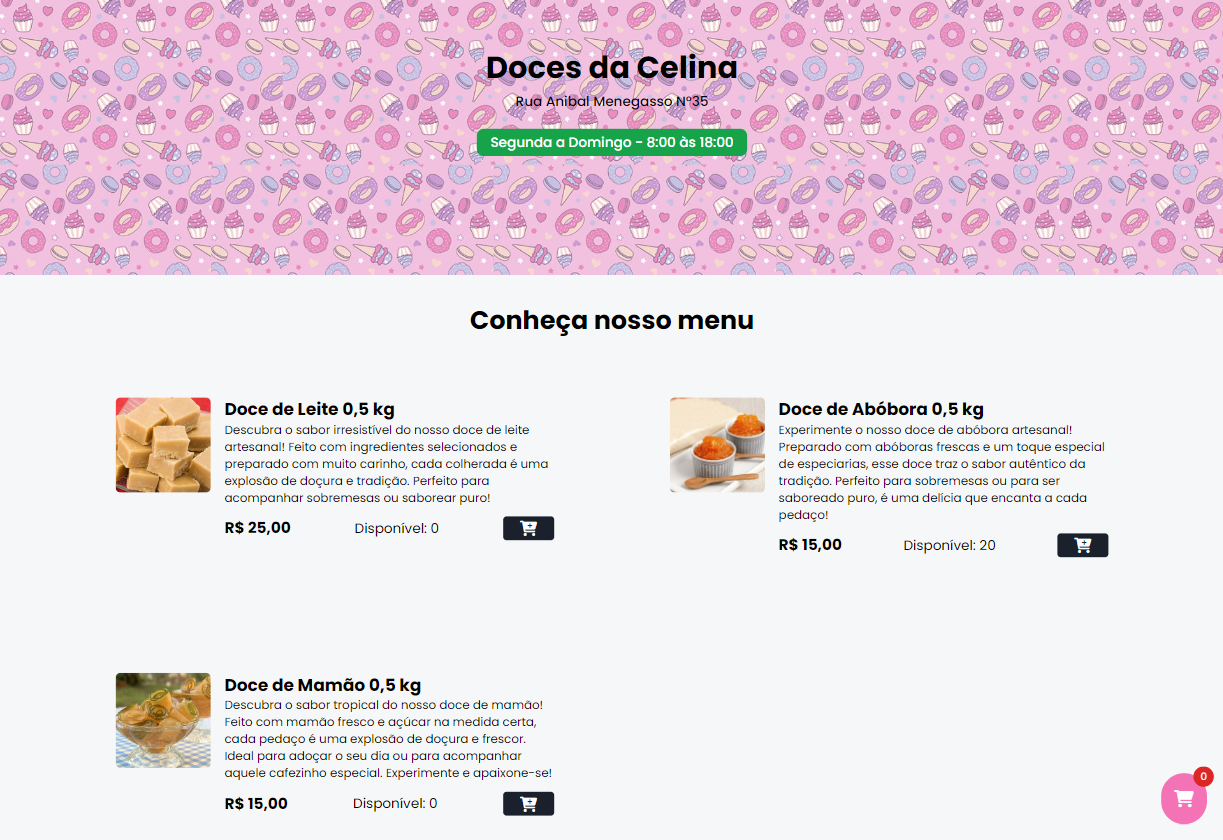 Doces da Celina
Rua Anibal Menegasso Nº35
Segunda a Domingo - 8:00 às 18:00
Conheça nosso menu
Doce de Leite 0,5 kg
Descubra o sabor irresistível do nosso doce de leite
artesanal! Feito com ingredientes selecionados e
preparado com muito carinho, cada colherada é uma
explosão de doçura e tradição. Perfeito para
acompanhar sobremesas ou saborear puro!
R$ 25,00 Disponível: 0
Doce de Abóbora 0,5 kg
Experimente o nosso doce de abóbora artesanal!
Preparado com abóboras frescas e um toque especial
de especiarias, esse doce traz o sabor autêntico da
tradição. Perfeito para sobremesas ou para ser
saboreado puro, é uma delícia que encanta a cada
pedaço!
R$ 15,00 Disponível: 20
Doce de Mamão 0,5 kg
Descubra o sabor tropical do nosso doce de mamão!
Feito com mamão fresco e açúcar na medida certa,
cada pedaço é uma explosão de doçura e frescor.
Ideal para adoçar o seu dia ou para acompanhar
aquele cafezinho especial. Experimente e apaixone-se!
R$ 15,00 Disponível: 0
0